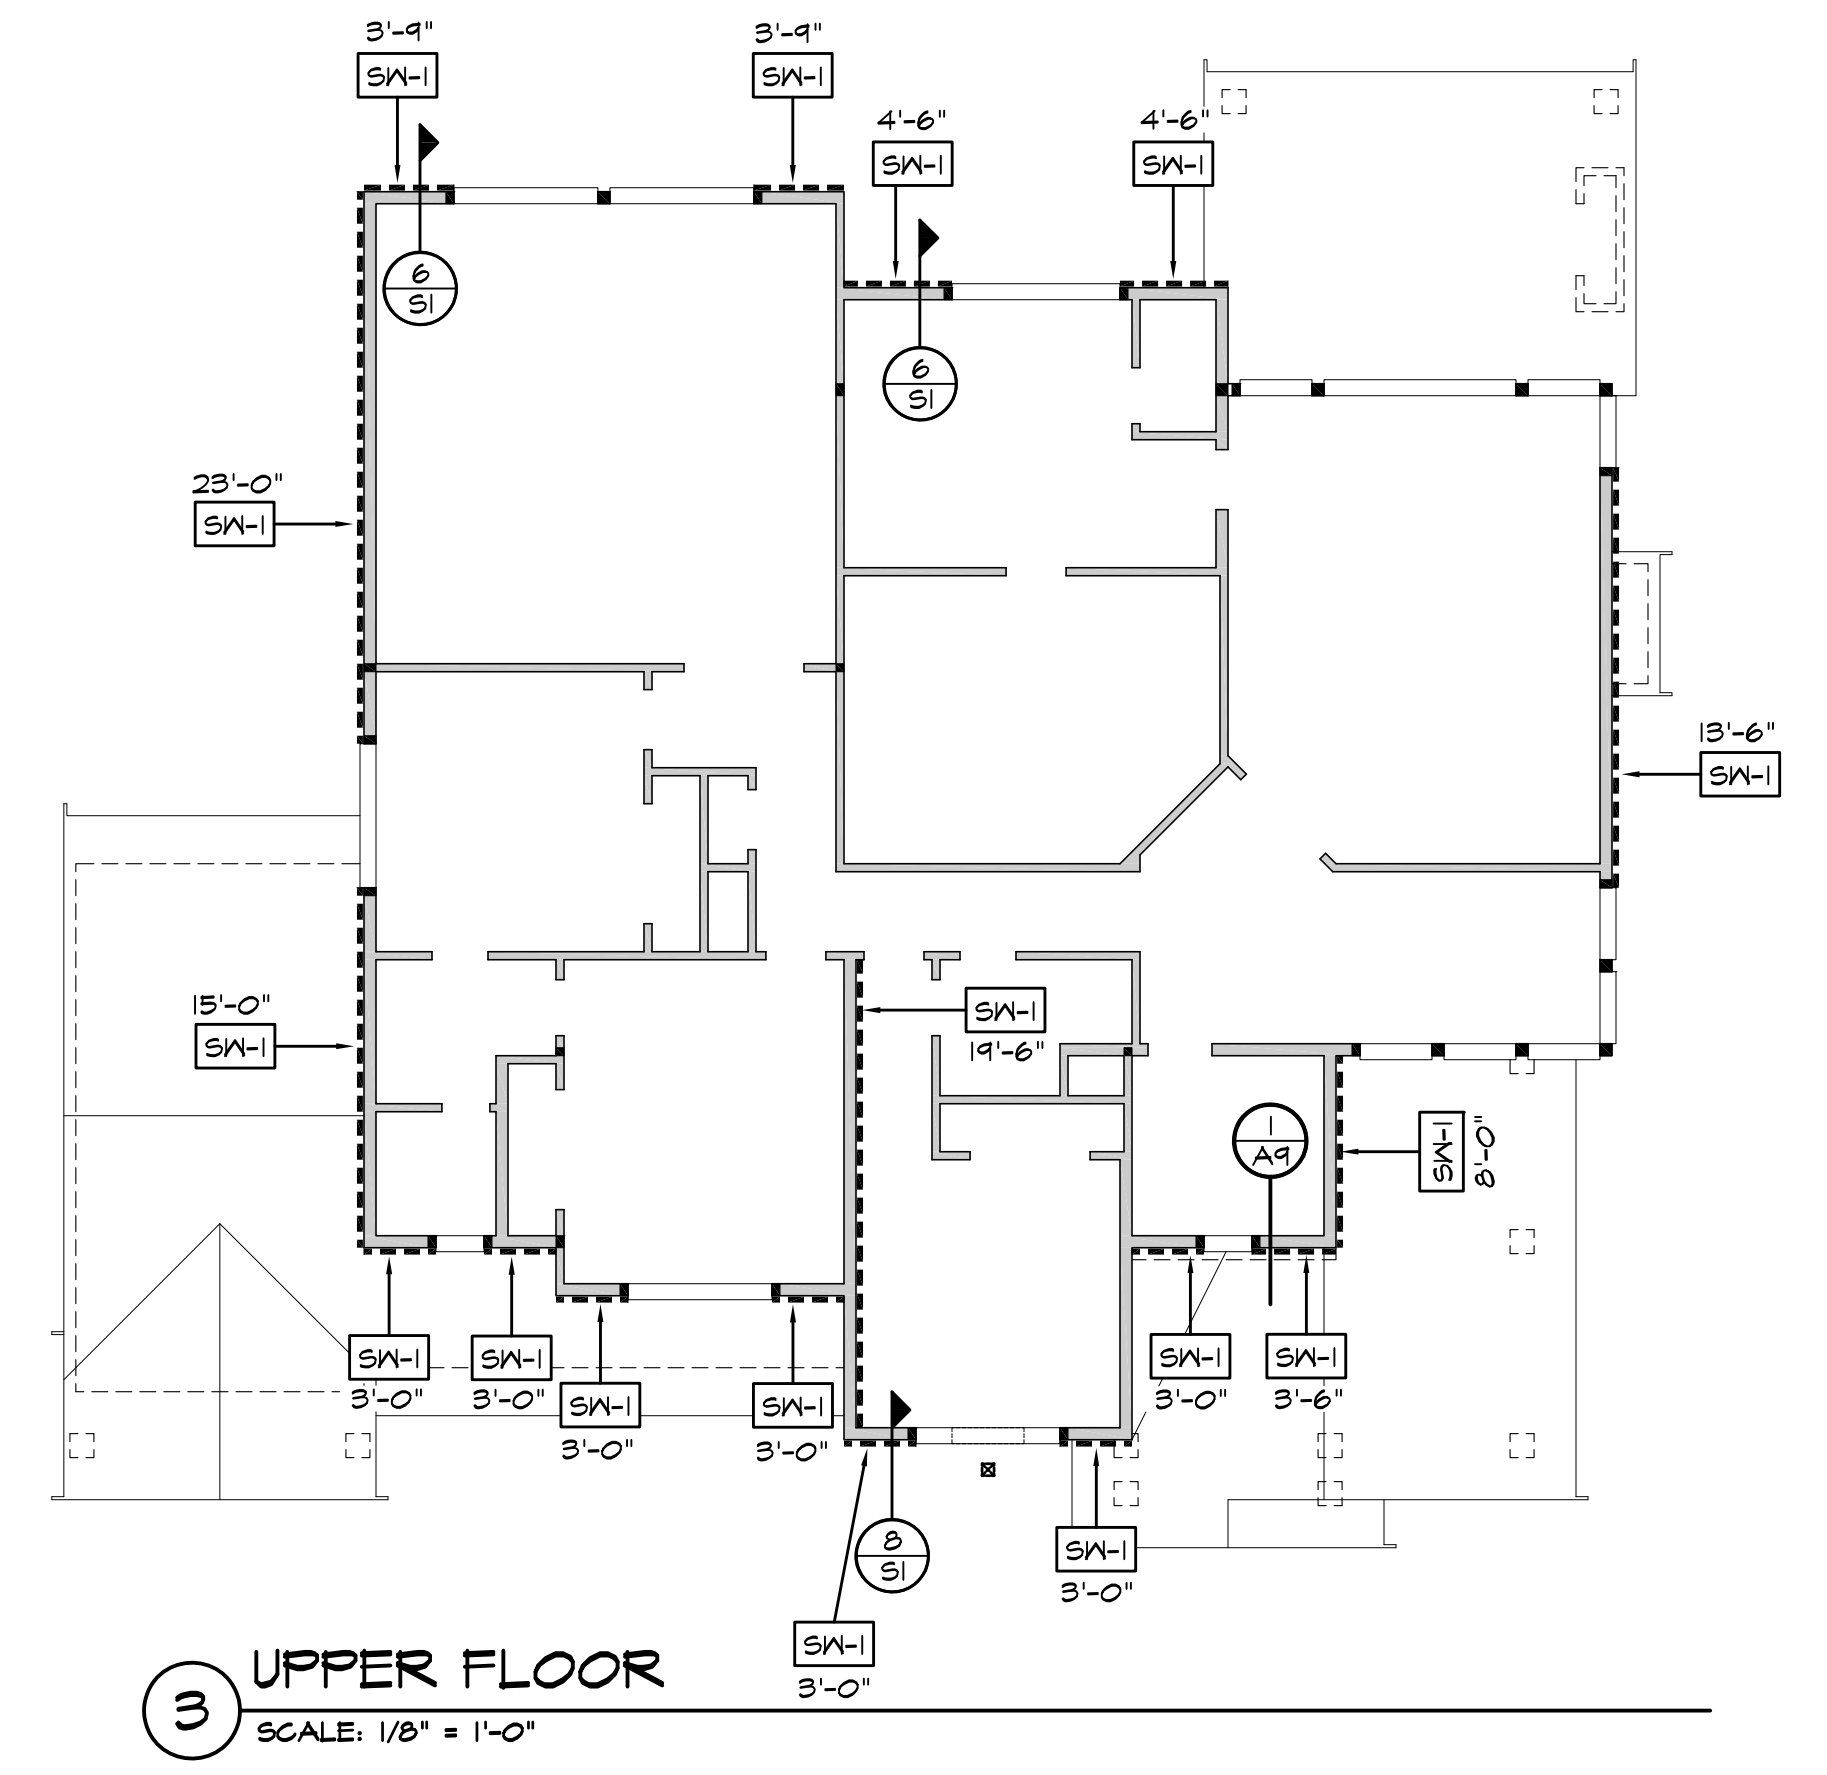 3'-9"
SW-1
3'-9"
SW-1
4'-6"
SW-1
4'-6"
SW-1
6
S1
6
S1
23'-0"
SW-1
13'-6"
SW-1
15'-0"
SW-1
SW-1
19'-6"
SW-1
8'-0"
1
A9
SW-1
3'-0"
SW-1
3'-0"
SW-1
3'-0"
SW-1
3'-0"
SW-1
3'-0"
SW-1
3'-6"
8
S1
SW-1
3'-0"
SW-1
3'-0"
3
UPPER FLOOR
SCALE: 1/8" = 1'-0"